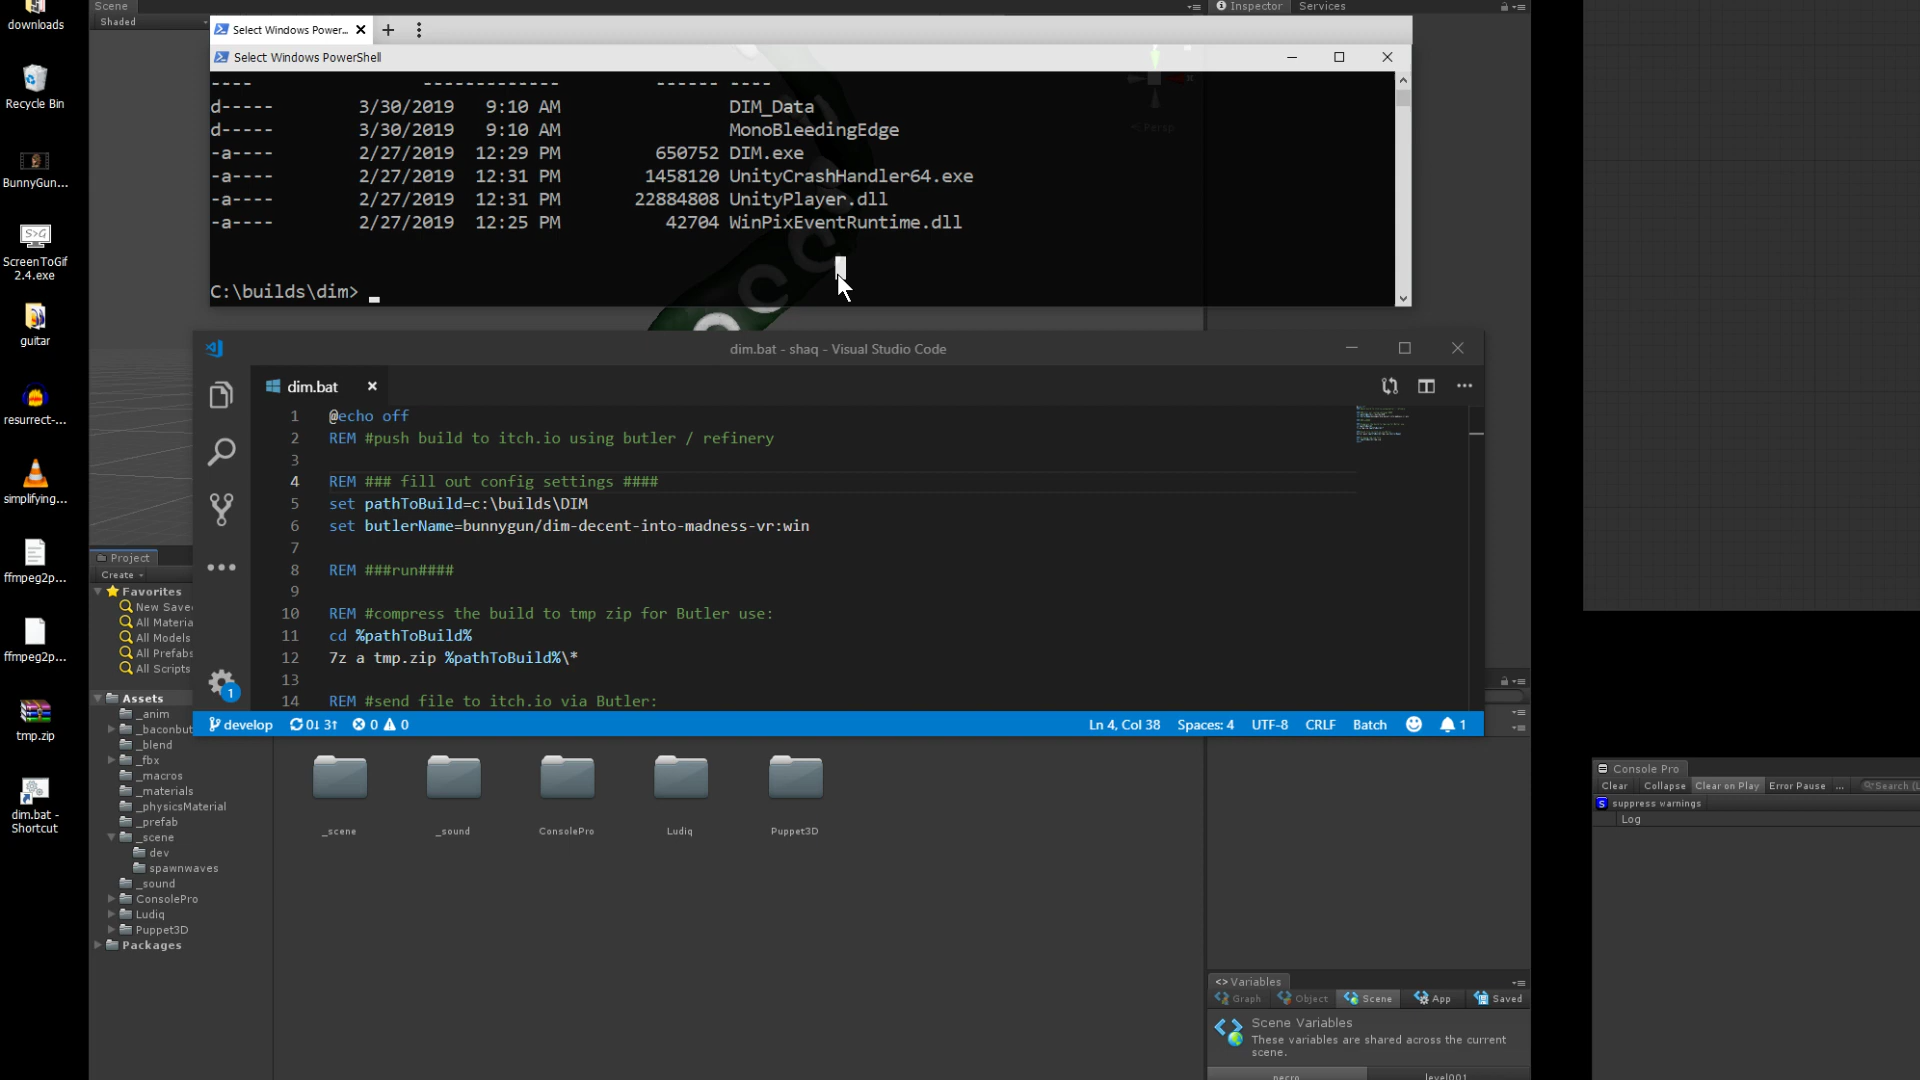 downloads
Recycle Bin
BunnyGun...
ScreenToGif
2.4.exe
guitar
resurrect-...
simplifying...
ffmpeg2p...
ffmpeg2p...
tmp.zip
dim.bat -
Shortcut
Scene
Shaded
Inspector
Services
Select Windows Power...
Select Windows PowerShell
---- ------------- ------ ----
d----- 3/30/2019 9:10 AM DIM_Data
d----- 3/30/2019 9:10 AM MonoBleedingEdge
-a---- 2/27/2019 12:29 PM 650752 DIM.exe
-a---- 2/27/2019 12:31 PM 1458120 UnityCrashHandler64.exe
-a---- 2/27/2019 12:31 PM 22884808 UnityPlayer.dll
-a---- 2/27/2019 12:25 PM 42704 WinPixEventRuntime.dll
C:\builds\dim>
Persp
dim.bat - shaq - Visual Studio Code
dim.bat
1 @echo off
2 REM #push build to itch.io using butler / refinery
3
4 REM ### fill out config settings ####
5 set pathToBuild=c:\builds\DIM
6 set butlerName=bunnygun/dim-decent-into-madness-vr:win
7
8 REM ###run####
9
10 REM #compress the build to tmp zip for Butler use:
11 cd %pathToBuild%
12 7z a tmp.zip %pathToBuild%\*
13
14 REM #send file to itch.io via Butler:
1
develop 0↓ 3↑ 0 0 Ln 4, Col 38 Spaces: 4 UTF-8 CRLF Batch 1
Project
Create
Favorites
New Save
All Materia
All Models
All Prefabs
All Scripts
Assets
_anim
_baconbut
_blend
_fbx
_macros
_materials
_physicsMaterial
_prefab
_scene
dev
spawnwaves
_sound
ConsolePro
Ludiq
Puppet3D
Packages
_scene
_sound
ConsolePro
Ludiq
Puppet3D
<> Variables
Graph Object Scene App Saved
Scene Variables
These variables are shared across the current
scene.
necro level001
Console Pro
Clear Collapse Clear on Play Error Pause ... Search (L
S suppress warnings
Log